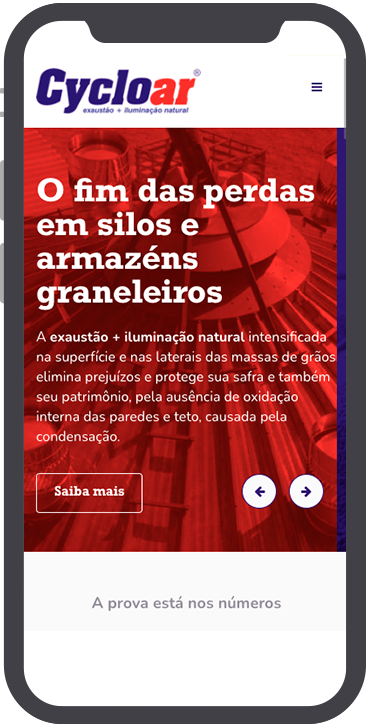 Cycloar®
exaustão + iluminação natural
O fim das perdas
em silos e
armazéns
graneleiros
A exaustão + iluminação natural intensificada
na superfície e nas laterais das massas de grãos
elimina prejuízos e protege sua safra e também
seu patrimônio, pela ausência de oxidação
interna das paredes e teto, causada pela
condensação.
Saiba mais
A prova está nos números